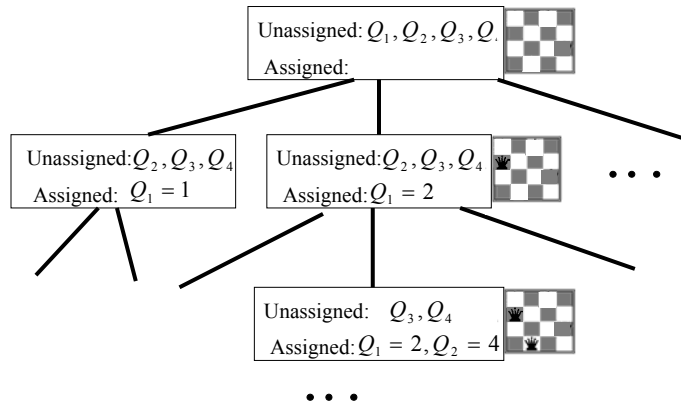 Unassigned: Q₁, Q₂, Q₃, Q
Assigned:
Unassigned: Q₂, Q₃, Q₄
Assigned: Q₁ = 1
Unassigned: Q₂, Q₃, Q₄
Assigned: Q₁ = 2
• • •
Unassigned: Q₃, Q₄
Assigned: Q₁ = 2, Q₂ = 4
• • •